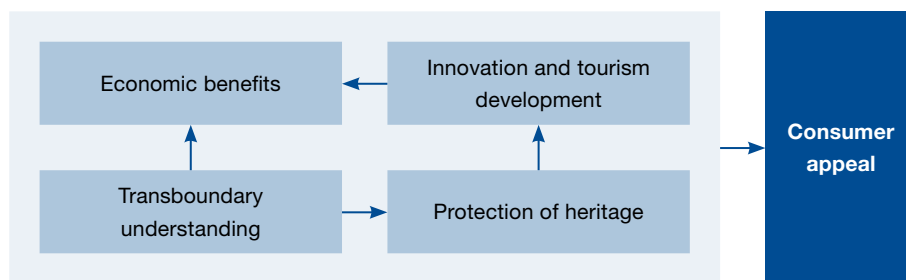 Economic benefits
Innovation and tourism
development
Transboundary
understanding
Protection of heritage
Consumer
appeal